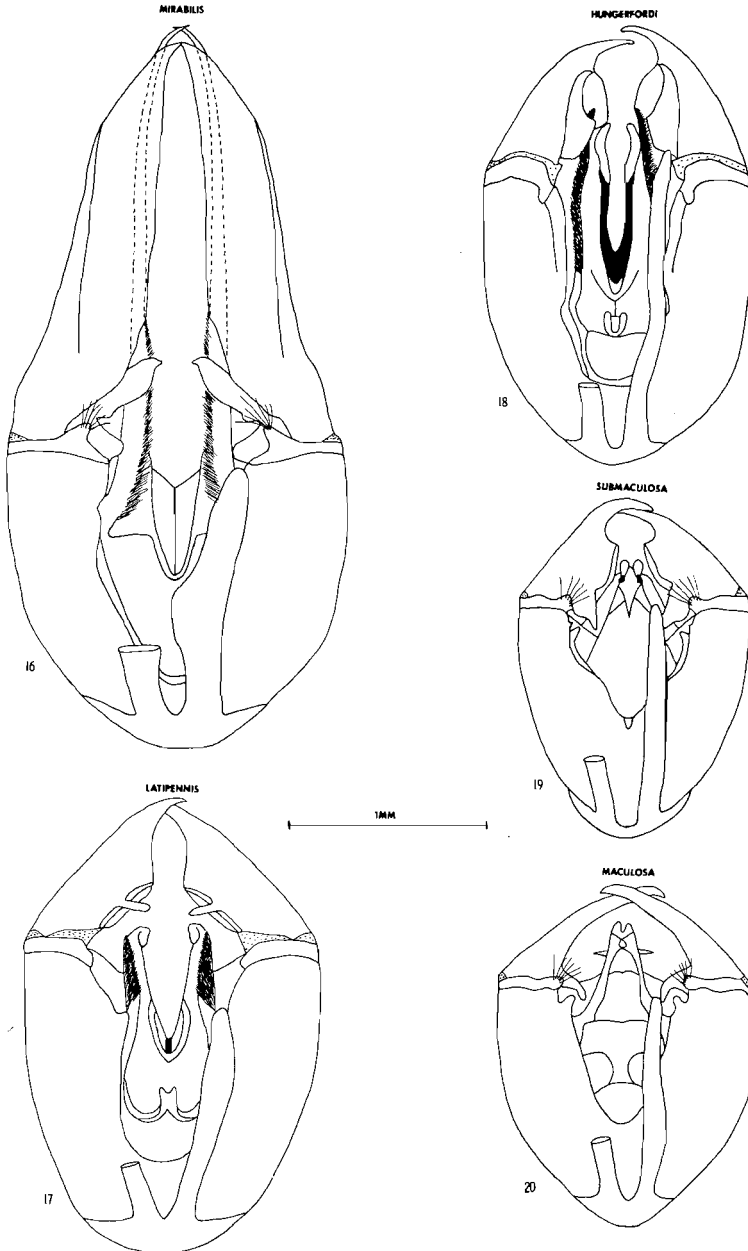 MIRABILIS
16
HUNGERFORDI
18
SUBMACULOSA
19
LATIPENNIS
17
1MM
MACULOSA
20